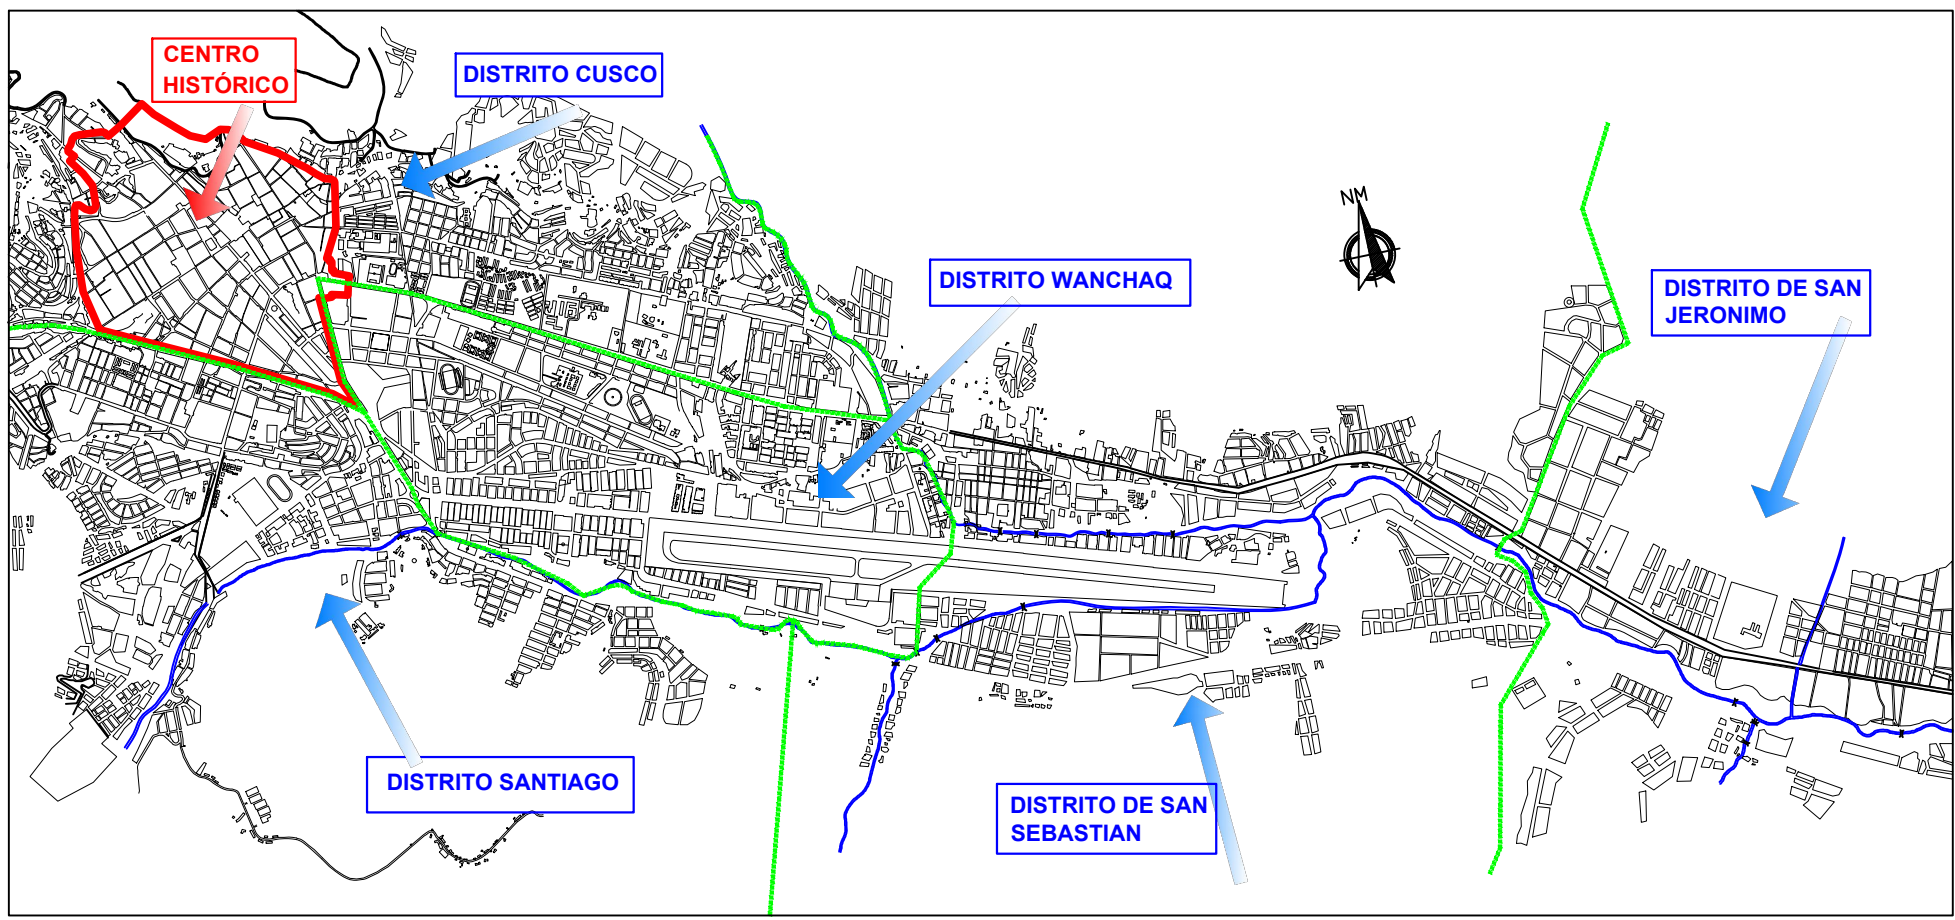 CENTRO
HISTÓRICO
DISTRITO CUSCO
NM
DISTRITO WANCHAQ
DISTRITO DE SAN
JERONIMO
DISTRITO SANTIAGO
DISTRITO DE SAN
SEBASTIAN